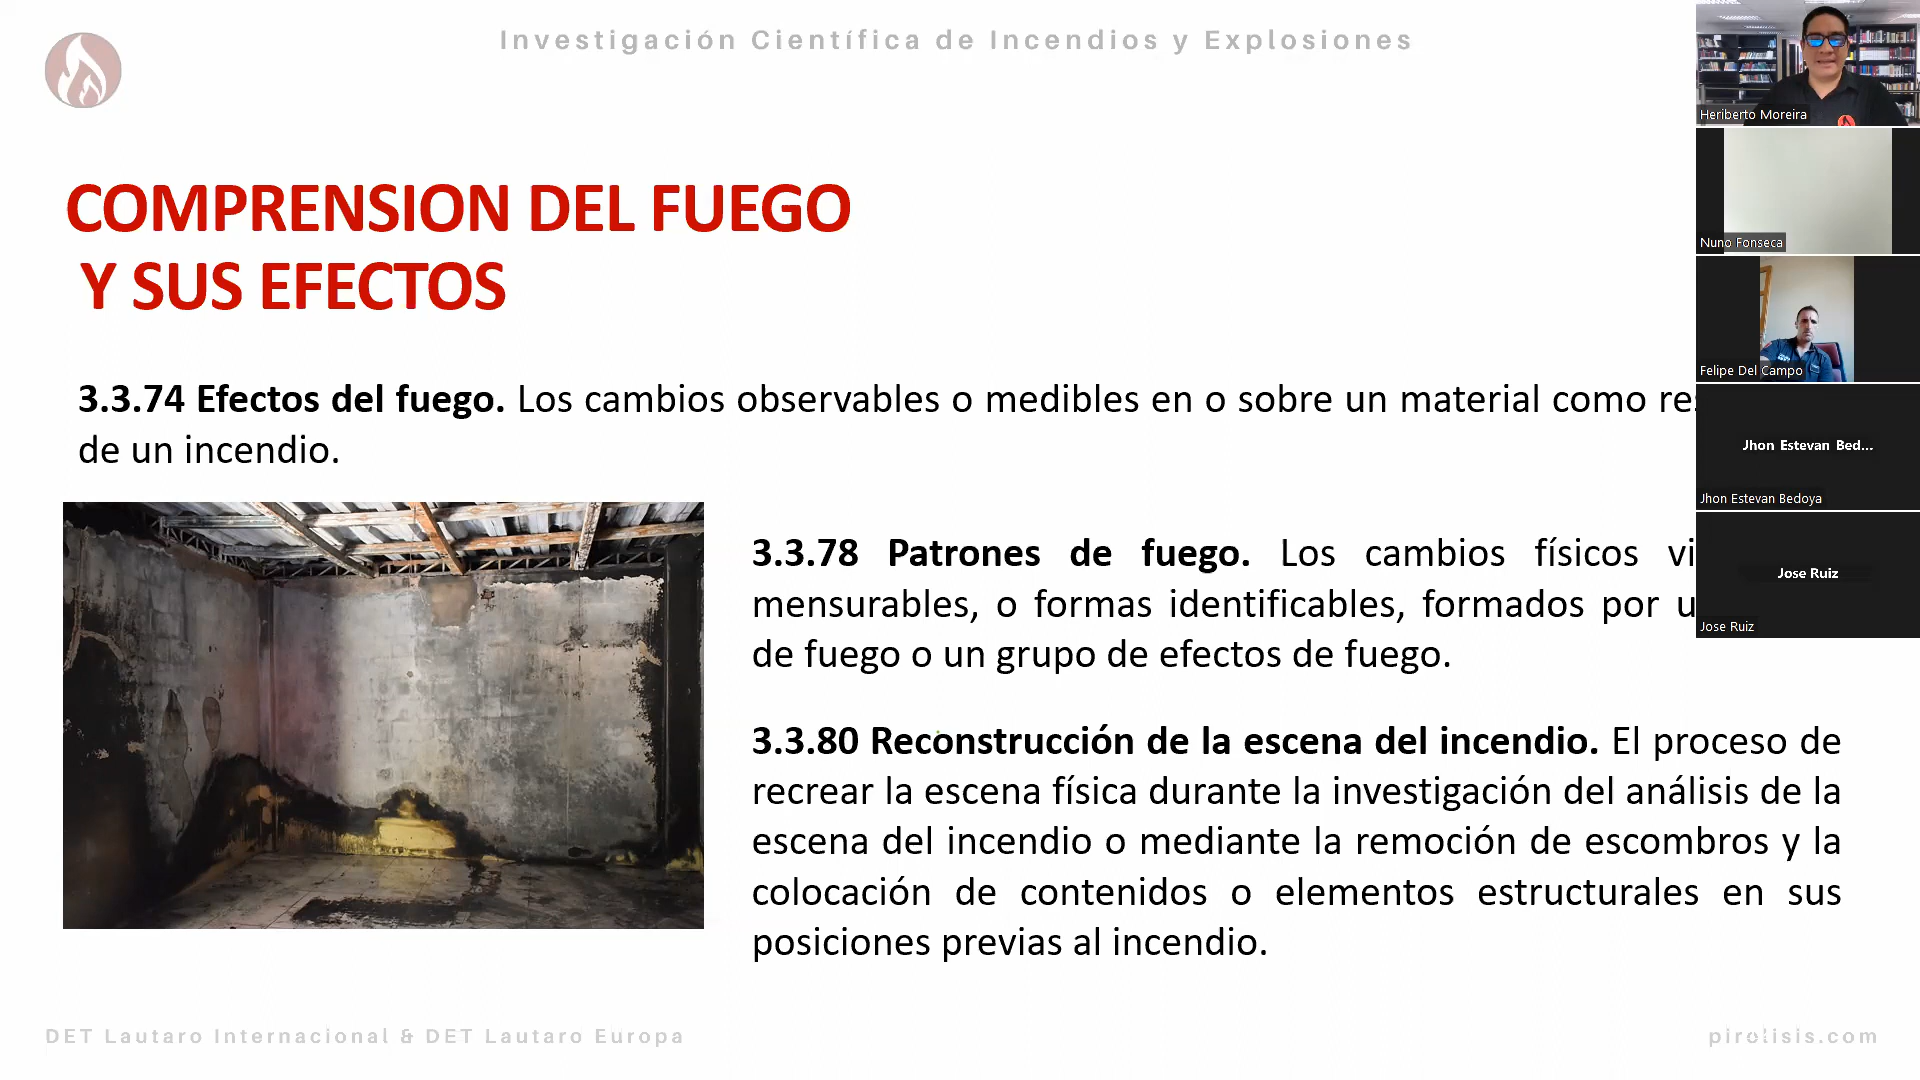 Investigación Científica de Incendios y Explosiones
COMPRENSION DEL FUEGO
Y SUS EFECTOS
3.3.74 Efectos del fuego. Los cambios observables o medibles en o sobre un material como
de un incendio.
3.3.78 Patrones de fuego. Los cambios físicos
mensurables, o formas identificables, formados por
de fuego o un grupo de efectos de fuego.
3.3.80 Reconstrucción de la escena del incendio. El proceso de
recrear la escena física durante la investigación del análisis de la
escena del incendio o mediante la remoción de escombros y la
colocación de contenidos o elementos estructurales en sus
posiciones previas al incendio.
DET Lautaro Internacional & DET Lautaro Europa
pirolisis.com
Heriberto Moreira
Nuno Fonseca
Felipe Del Campo
Jhon Estevan Bed...
Jhon Estevan Bedoya
Jose Ruiz
Jose Ruiz